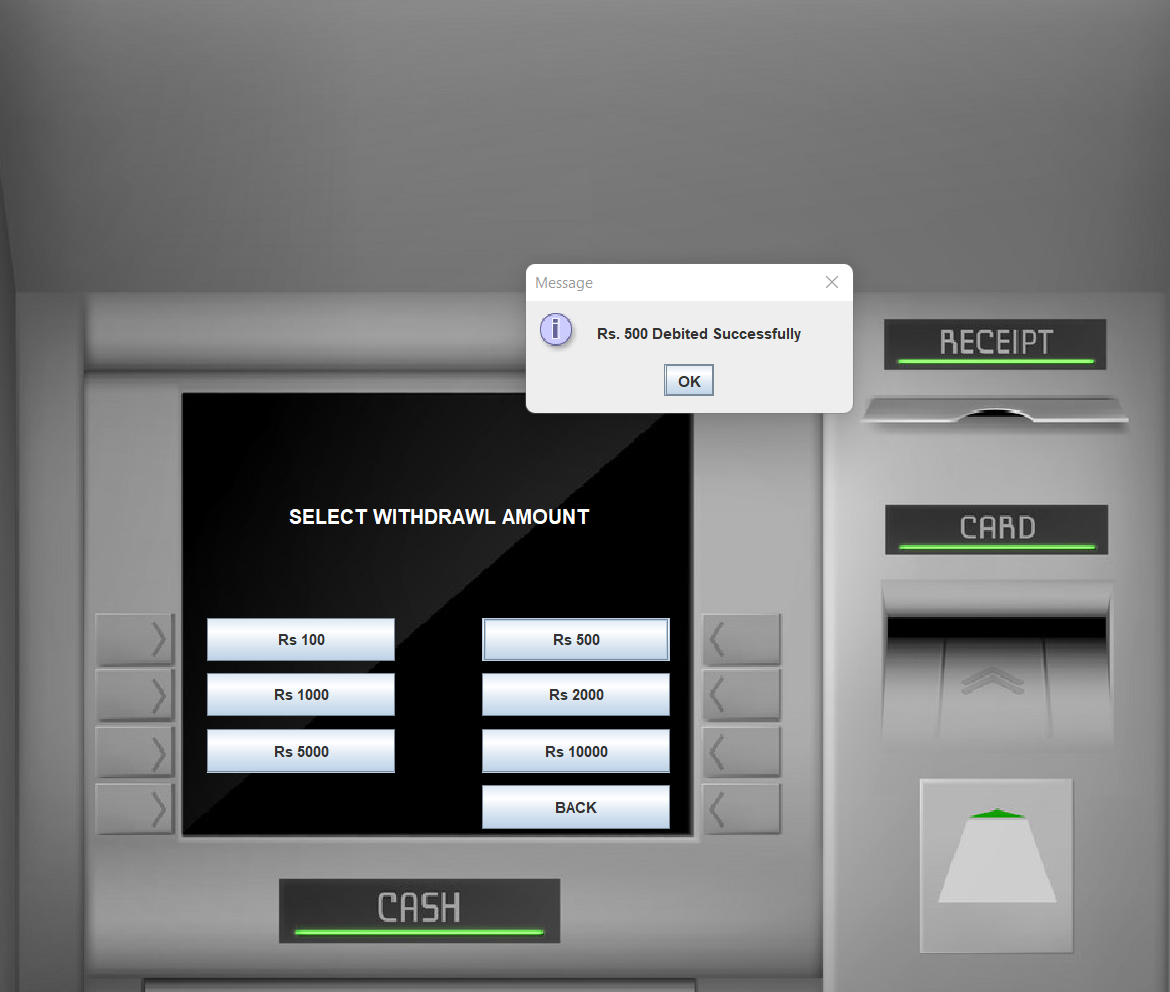 Message
Rs. 500 Debited Successfully
OK
RECEIPT
CARD
SELECT WITHDRAWL AMOUNT
Rs 100
Rs 500
Rs 1000
Rs 2000
Rs 5000
Rs 10000
BACK
CASH